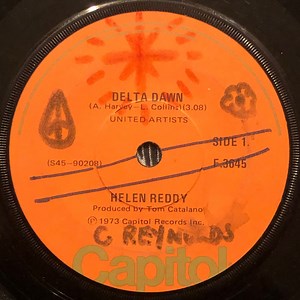 DELTA DAWN
(A. Harvey-L. Collins)(3.08)
UNITED ARTISTS
SIDE 1.
(S45-90208)
F.3645
HELEN REDDY
Produced by Tom Catalano
© 1973 Capitol Records Inc.
C REYNOLDS
Capitol